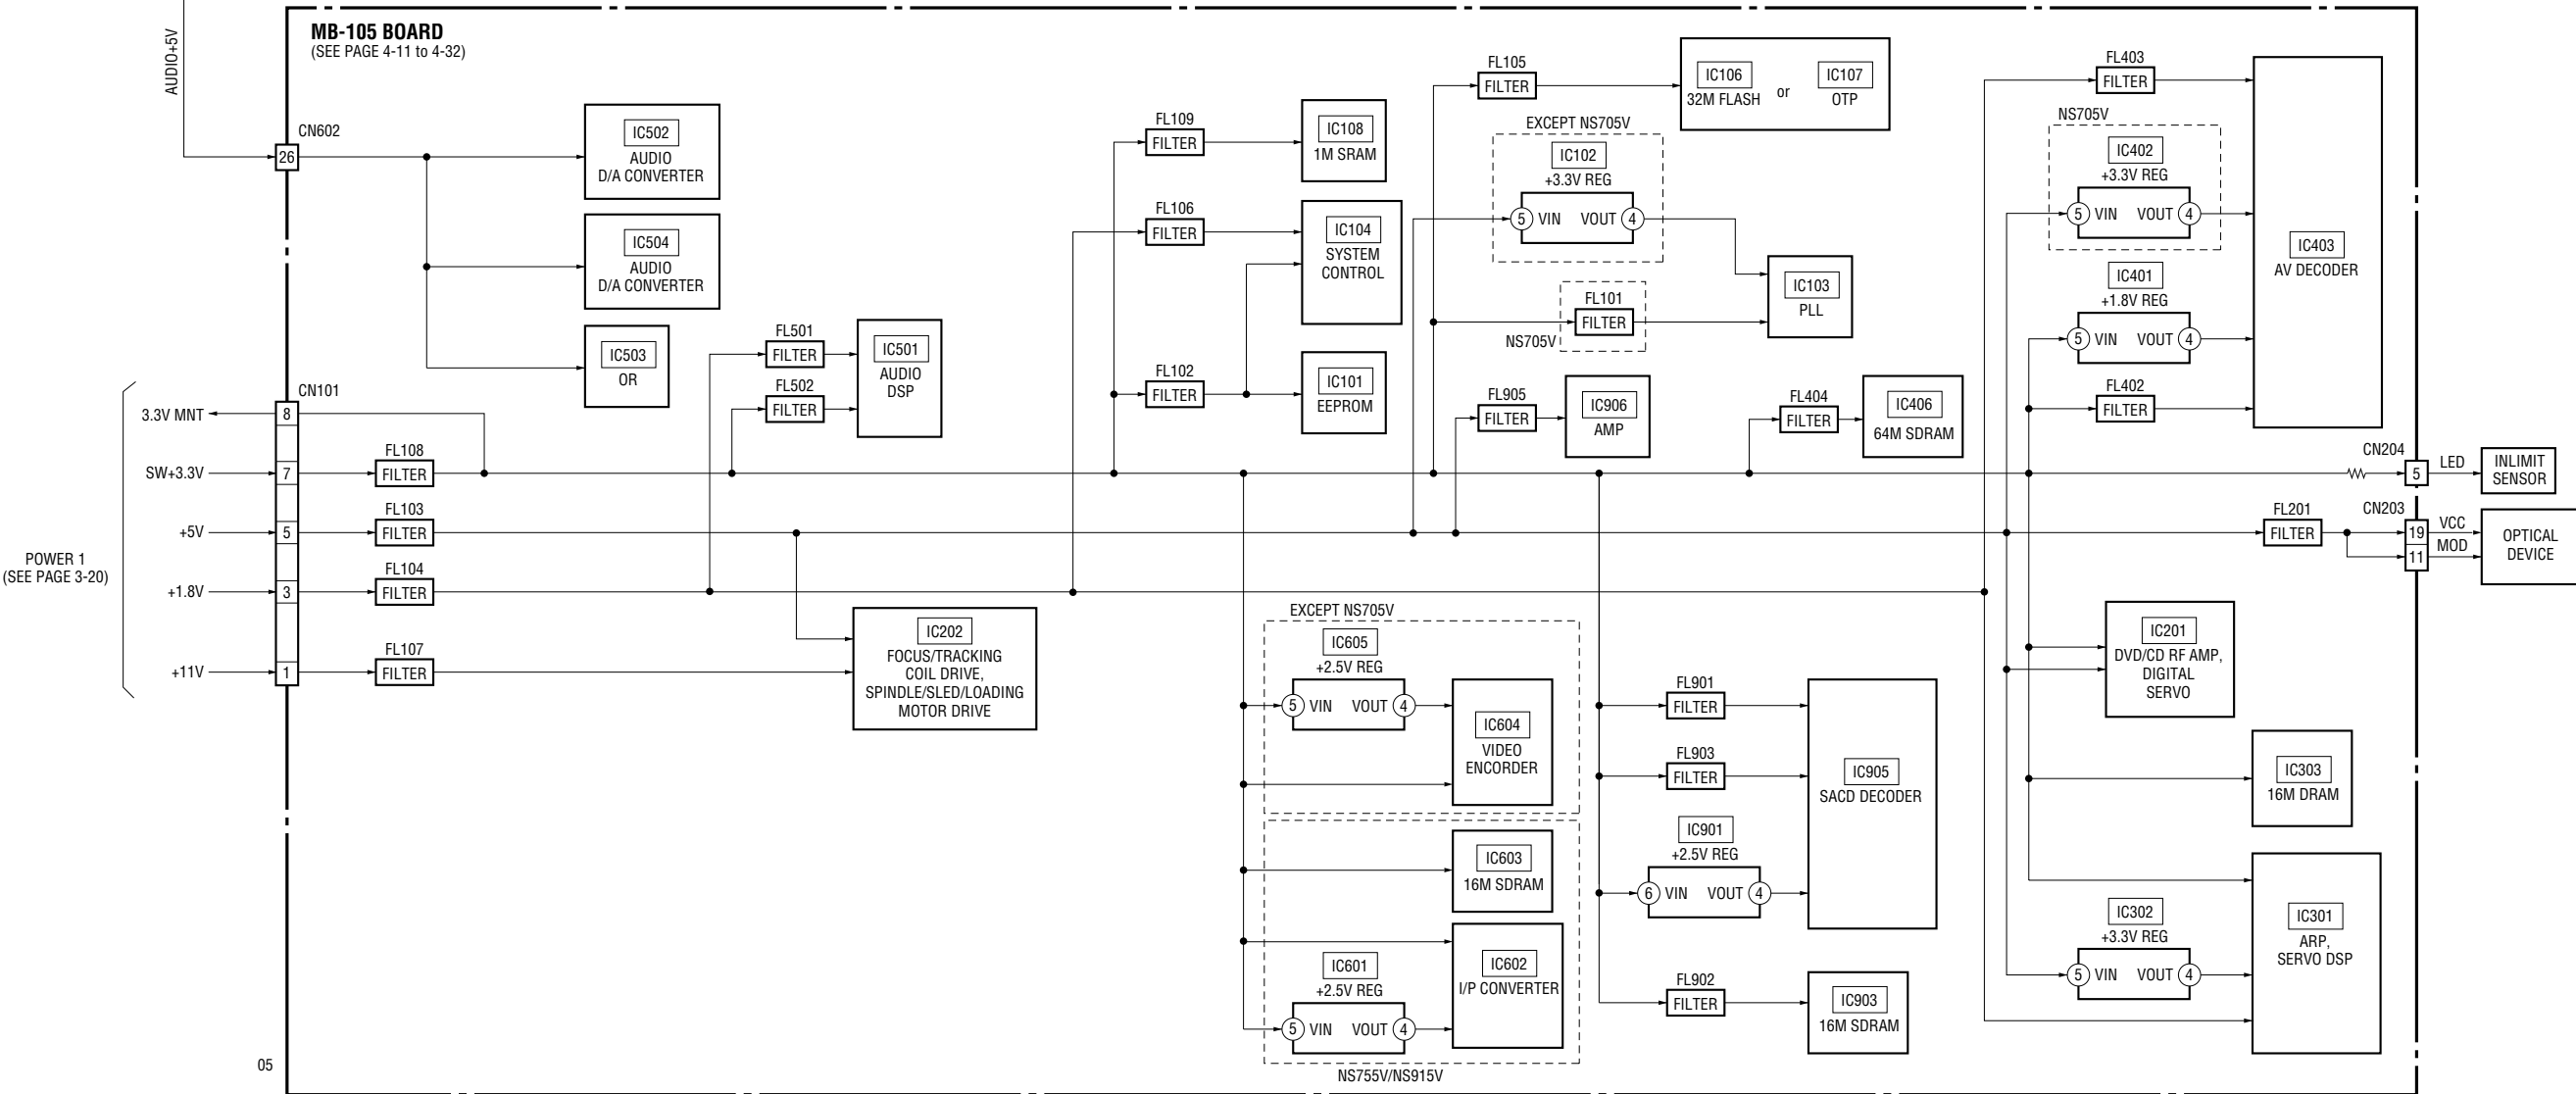 MB-105 BOARD
(SEE PAGE 4-11 to 4-32)
AUDIO+5V
CN602
26
IC502
AUDIO
D/A CONVERTER
IC504
AUDIO
D/A CONVERTER
IC503
OR
FL501
FILTER
FL502
FILTER
IC501
AUDIO
DSP
FL109
FILTER
IC108
1M SRAM
FL106
FILTER
IC104
SYSTEM
CONTROL
FL102
FILTER
IC101
EEPROM
FL105
FILTER
IC106
32M FLASH
or
IC107
OTP
EXCEPT NS705V
IC102
+3.3V REG
5 VIN VOUT 4
FL101
FILTER
NS705V
IC103
PLL
FL905
FILTER
IC906
AMP
FL404
FILTER
IC406
64M SDRAM
FL403
FILTER
NS705V
IC402
+3.3V REG
5 VIN VOUT 4
IC401
+1.8V REG
5 VIN VOUT 4
FL402
FILTER
IC403
AV DECODER
CN101
3.3V MNT
8
SW+3.3V
7
FL108
FILTER
+5V
5
FL103
FILTER
+1.8V
3
FL104
FILTER
+11V
1
FL107
FILTER
POWER 1
(SEE PAGE 3-20)
IC202
FOCUS/TRACKING
COIL DRIVE,
SPINDLE/SLED/LOADING
MOTOR DRIVE
CN204
5
LED
INLIMIT
SENSOR
FL201
FILTER
CN203
19
VCC
11
MOD
OPTICAL
DEVICE
EXCEPT NS705V
IC605
+2.5V REG
5 VIN VOUT 4
IC604
VIDEO
ENCORDER
IC603
16M SDRAM
IC601
+2.5V REG
5 VIN VOUT 4
IC602
I/P CONVERTER
NS755V/NS915V
FL901
FILTER
FL903
FILTER
IC901
+2.5V REG
6 VIN VOUT 4
IC905
SACD DECODER
FL902
FILTER
IC903
16M SDRAM
IC201
DVD/CD RF AMP,
DIGITAL
SERVO
IC303
16M DRAM
IC302
+3.3V REG
5 VIN VOUT 4
IC301
ARP,
SERVO DSP
05